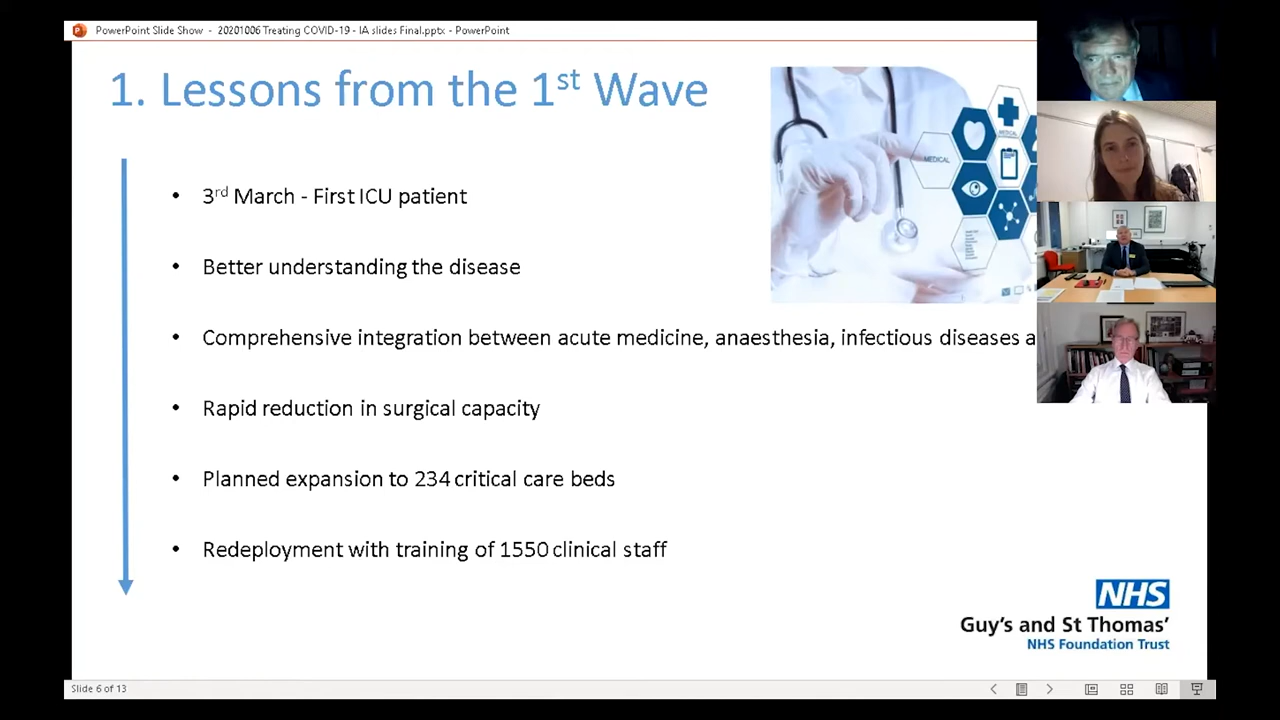 PowerPoint Slide Show - 20201006 Treating COVID-19 - IA slides Final.pptx - PowerPoint
1. Lessons from the 1st Wave
MEDICAL
MEDICAL
• 3rd March - First ICU patient
• Better understanding the disease
• Comprehensive integration between acute medicine, anaesthesia, infectious diseases a
• Rapid reduction in surgical capacity
• Planned expansion to 234 critical care beds
• Redeployment with training of 1550 clinical staff
NHS
Guy's and St Thomas'
NHS Foundation Trust
Slide 6 of 13